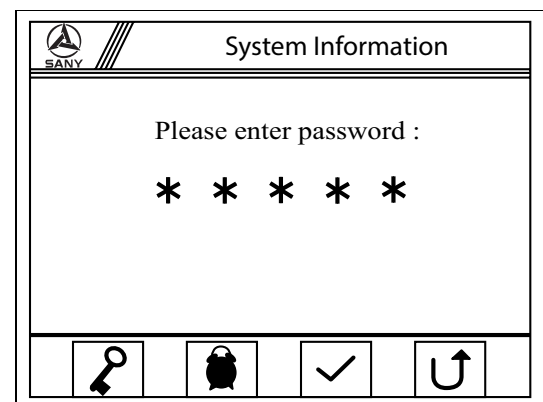 SANY
System Information
Please enter password :
* * * * *